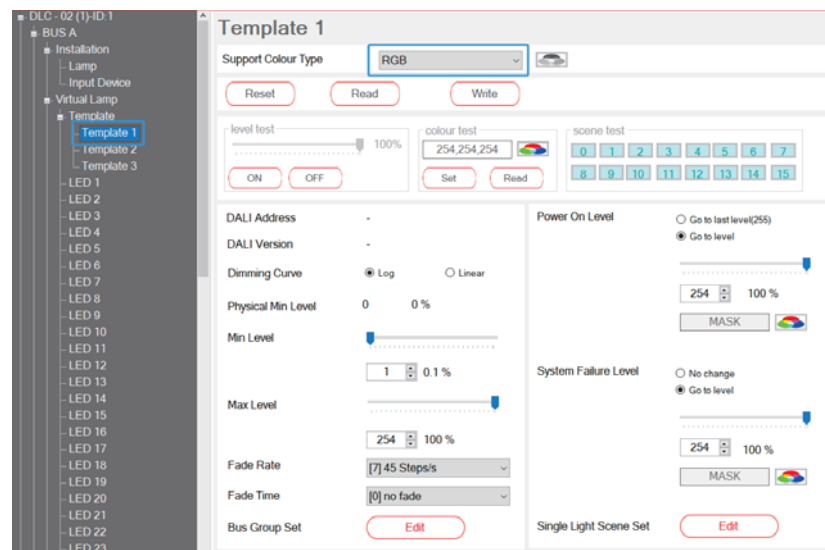 DLC - 02 (1)-ID:1
BUS A
Installation
Lamp
Input Device
Virtual Lamp
Template
Template 1
Template 2
Template 3
LED 1
LED 2
LED 3
LED 4
LED 5
LED 6
LED 7
LED 8
LED 9
LED 10
LED 11
LED 12
LED 13
LED 14
LED 15
LED 16
LED 17
LED 18
LED 19
LED 20
LED 21
LED 22
LED 23
Template 1
Support Colour Type RGB
Reset Read Write
level test colour test scene test
100% 254,254,254 0 1 2 3 4 5 6 7
ON OFF Set Read 8 9 10 11 12 13 14 15
DALI Address -
DALI Version -
Dimming Curve Log Linear
Physical Min Level 0 0 %
Min Level
1 0.1 %
Max Level
254 100 %
Fade Rate [7] 45 Steps/s
Fade Time [0] no fade
Bus Group Set Edit
Power On Level Go to last level(255)
Go to level
254 100 %
MASK
System Failure Level No change
Go to level
254 100 %
MASK
Single Light Scene Set Edit